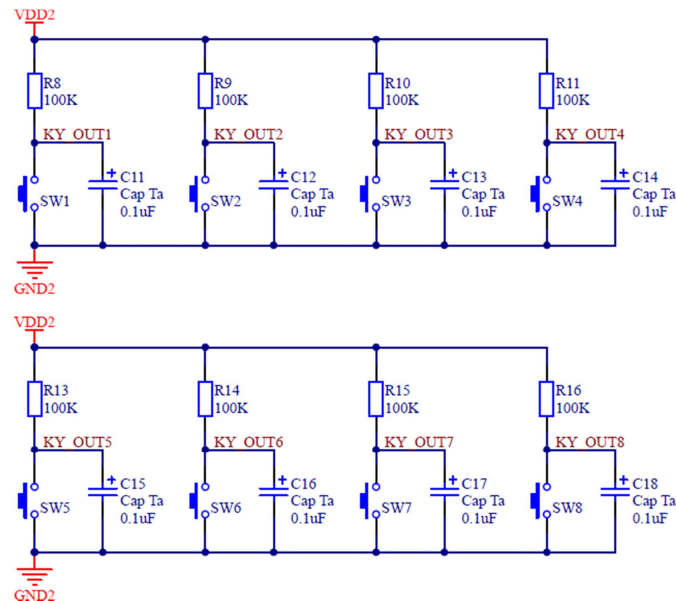 VDD2
R8
100K
R9
100K
R10
100K
R11
100K
KY_OUT1
KY_OUT2
KY_OUT3
KY_OUT4
SW1
C11
Cap Ta
0.1uF
SW2
C12
Cap Ta
0.1uF
SW3
C13
Cap Ta
0.1uF
SW4
C14
Cap Ta
0.1uF
GND2
VDD2
R13
100K
R14
100K
R15
100K
R16
100K
KY_OUT5
KY_OUT6
KY_OUT7
KY_OUT8
SW5
C15
Cap Ta
0.1uF
SW6
C16
Cap Ta
0.1uF
SW7
C17
Cap Ta
0.1uF
SW8
C18
Cap Ta
0.1uF
GND2